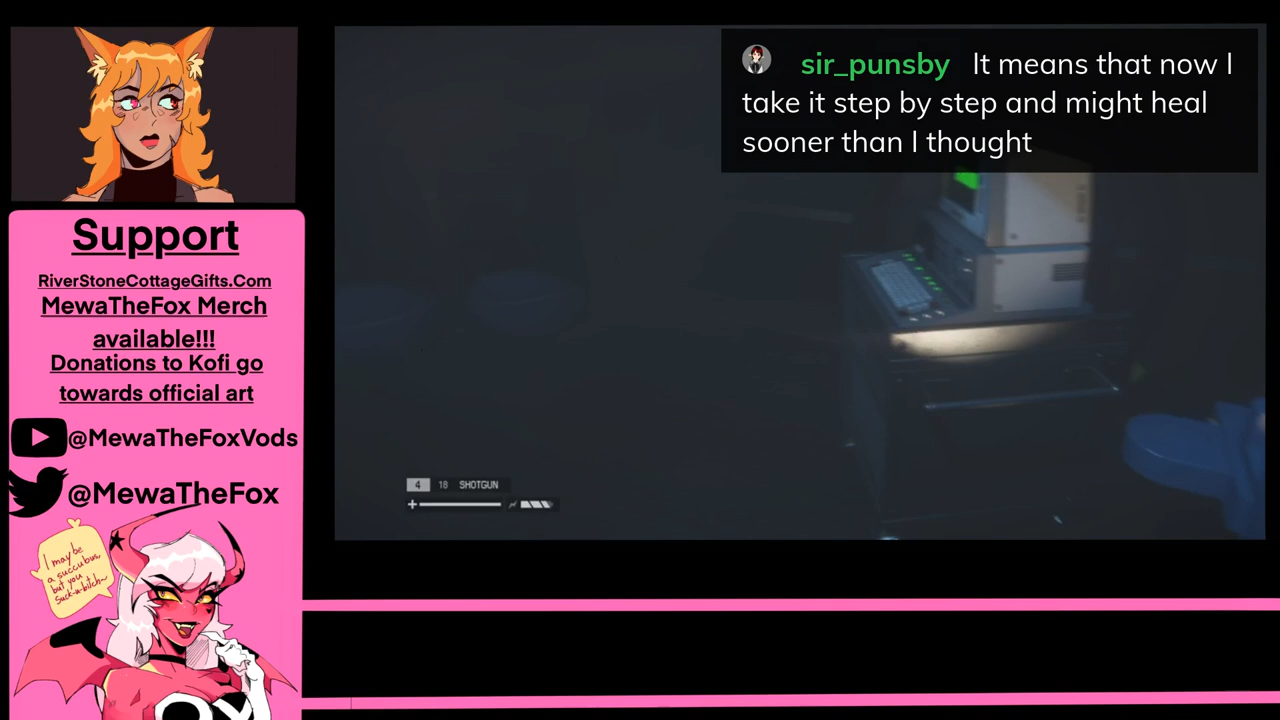 sir_punsby It means that now I
take it step by step and might heal
sooner than I thought
Support
RiverStoneCottageGifts.Com
MewaTheFox Merch
available!!!
Donations to Kofi go
towards official art
@MewaTheFoxVods
@MewaTheFox
I may be
a succubus,
but you
suck-a-bitch~
4 18 SHOTGUN